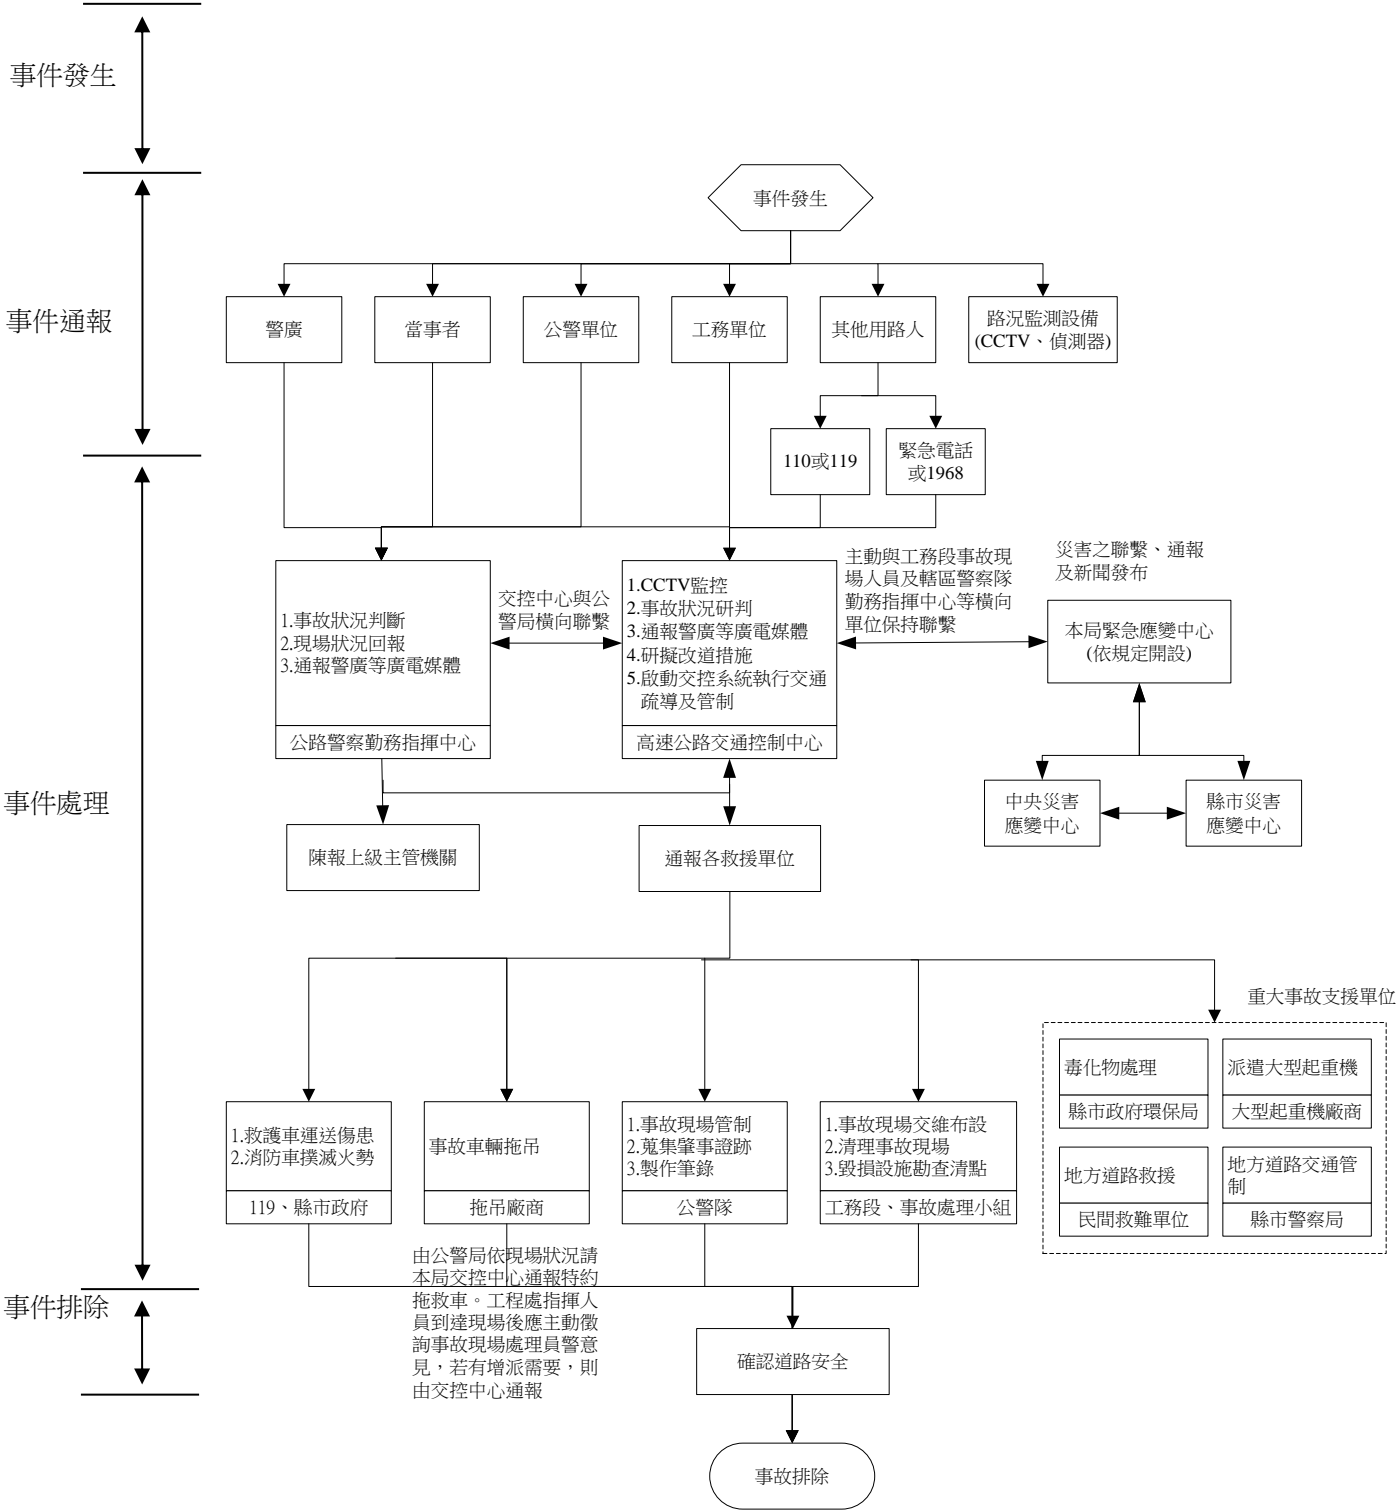 事件發生
事件發生
事件通報
警廣
當事者
公警單位
工務單位
其他用路人
路況監測設備
(CCTV、偵測器)
110或119
緊急電話
或1968
事件處理
1.事故狀況判斷
2.現場狀況回報
3.通報警廣等廣電媒體
公路警察勤務指揮中心
交控中心與公
警局橫向聯繫
1.CCTV監控
2.事故狀況研判
3.通報警廣等廣電媒體
4.研擬改道措施
5.啟動交控系統執行交通
疏導及管制
高速公路交通控制中心
主動與工務段事故現
場人員及轄區警察隊
勤務指揮中心等橫向
單位保持聯繫
災害之聯繫、通報
及新聞發布
本局緊急應變中心
(依規定開設)
中央災害
應變中心
縣市災害
應變中心
陳報上級主管機關
通報各救援單位
1.救護車運送傷患
2.消防車撲滅火勢
119、縣市政府
事故車輛拖吊
拖吊廠商
1.事故現場管制
2.蒐集肇事證跡
3.製作筆錄
公警隊
1.事故現場交維布設
2.清理事故現場
3.毀損設施勘查清點
工務段、事故處理小組
重大事故支援單位
毒化物處理
縣市政府環保局
派遣大型起重機
大型起重機廠商
地方道路救援
民間救難單位
地方道路交通管
制
縣市警察局
由公警局依現場狀況請
本局交控中心通報特約
拖救車。工程處指揮人
員到達現場後應主動徵
詢事故現場處理員警意
見，若有增派需要，則
由交控中心通報
事件排除
確認道路安全
事故排除